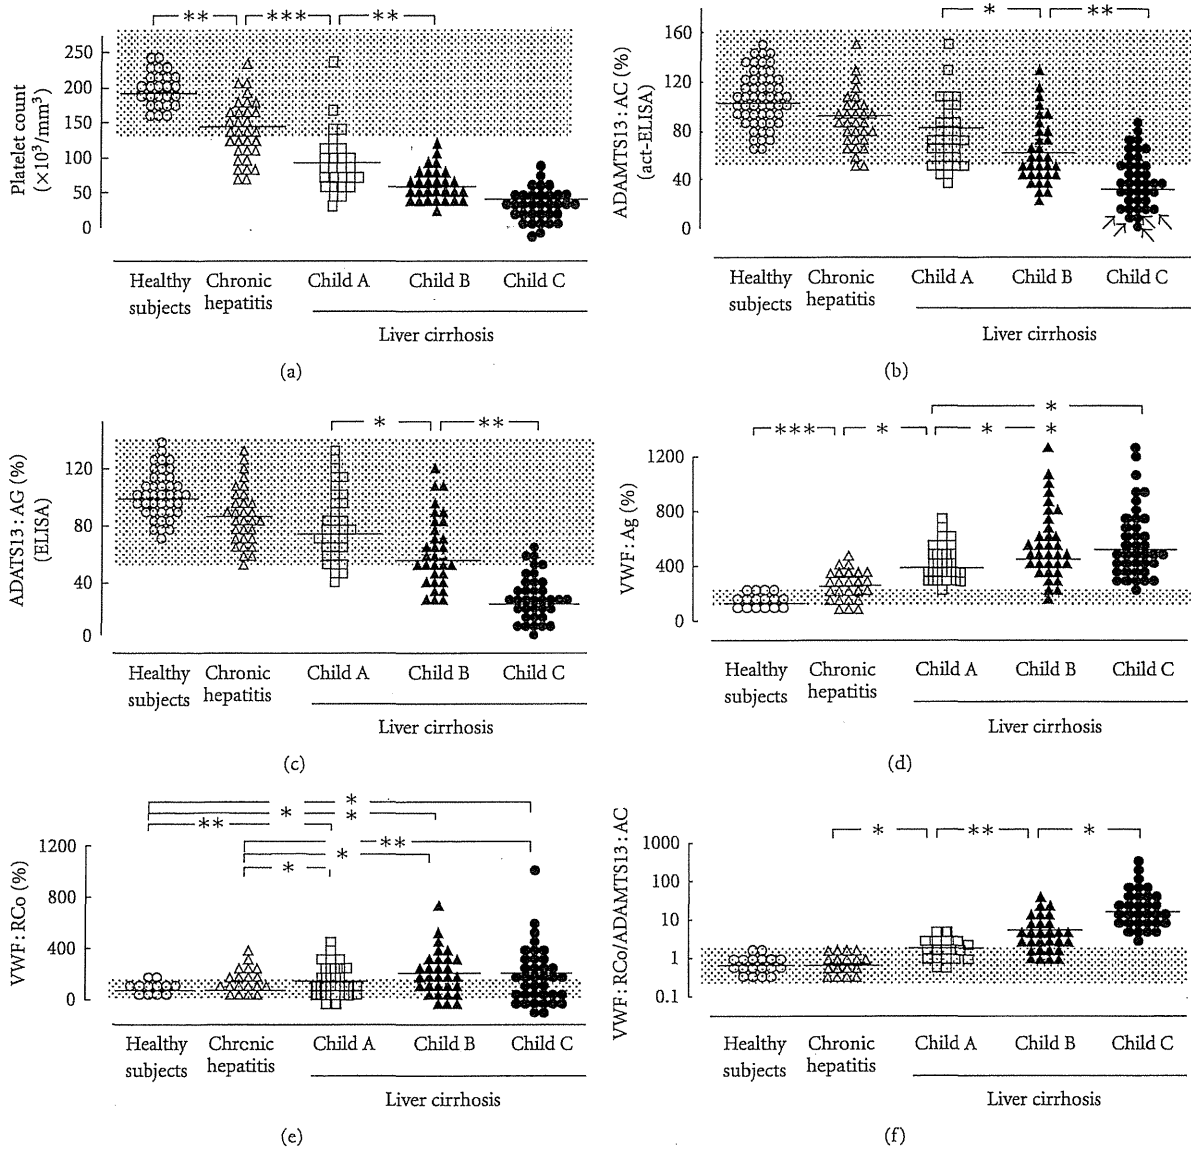 ** *** **
250
200
150
100
50
0
Platelet count
(×10³/mm³)
Healthy subjects
Chronic hepatitis
Child A
Child B
Child C
Liver cirrhosis
(a)
* **
160
120
80
40
0
ADAMTS13:AC (%)
(act-ELISA)
Healthy subjects
Chronic hepatitis
Child A
Child B
Child C
Liver cirrhosis
(b)
* **
120
80
40
0
ADATS13:AG (%)
(ELISA)
Healthy subjects
Chronic hepatitis
Child A
Child B
Child C
Liver cirrhosis
(c)
*
*** * * *
1200
800
400
0
VWF:Ag (%)
Healthy subjects
Chronic hepatitis
Child A
Child B
Child C
Liver cirrhosis
(d)
*
* *
**
**
*
*
1200
800
400
0
VWF:RCo (%)
Healthy subjects
Chronic hepatitis
Child A
Child B
Child C
Liver cirrhosis
(e)
* ** *
1000
100
10
1
0.1
VWF:RCo/ADAMTS13:AC
Healthy subjects
Chronic hepatitis
Child A
Child B
Child C
Liver cirrhosis
(f)